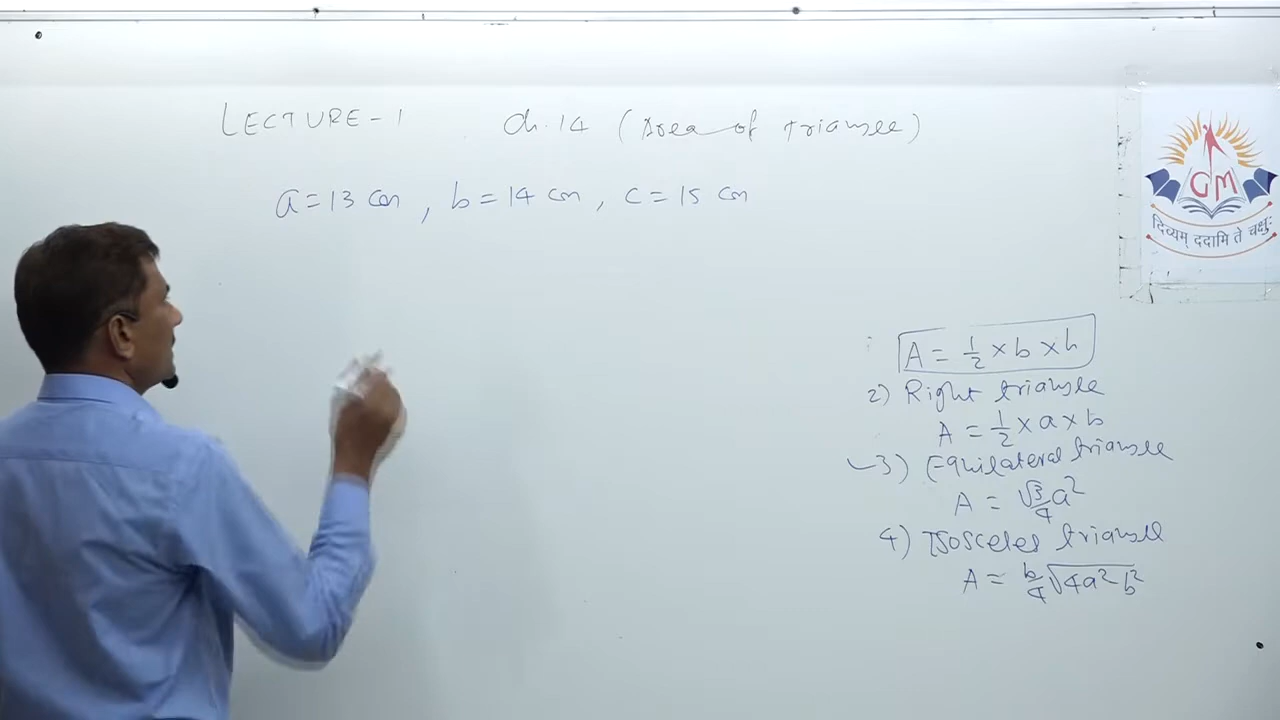 LECTURE-1 Ch.14 (Area of triangle)
a=13 cm, b=14 cm, c=15 cm
GM
दिव्यम् ददामि ते चक्षुः
A = 1/2 × b × h
2) Right triangle
A = 1/2 × a × b
3) Equilateral triangle
A = √3/4 a²
4) Isosceles triangle
A = b/4 √4a²-b²